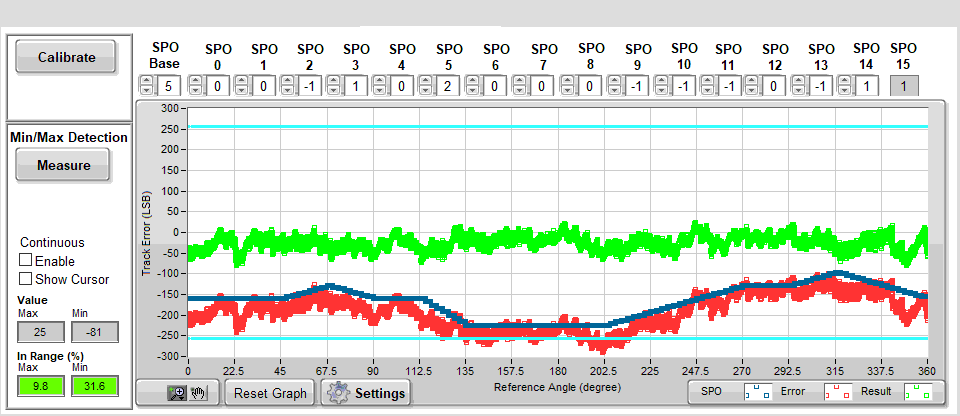 Calibrate
Min/Max Detection
Measure
Continuous
Enable
Show Cursor
Value
Max Min
25 -81
In Range (%)
Max Min
9.8 31.6
SPO Base SPO 0 SPO 1 SPO 2 SPO 3 SPO 4 SPO 5 SPO 6 SPO 7 SPO 8 SPO 9 SPO 10 SPO 11 SPO 12 SPO 13 SPO 14 SPO 15
5 0 0 -1 1 0 2 0 0 0 -1 -1 -1 0 -1 1 1
Track Error (LSB)
300
250
200
150
100
50
0
-50
-100
-150
-200
-250
-300
0 22.5 45 67.5 90 112.5 135 157.5 180 202.5 225 247.5 270 292.5 315 337.5 360
Reference Angle (degree)
Reset Graph
Settings
SPO Error Result